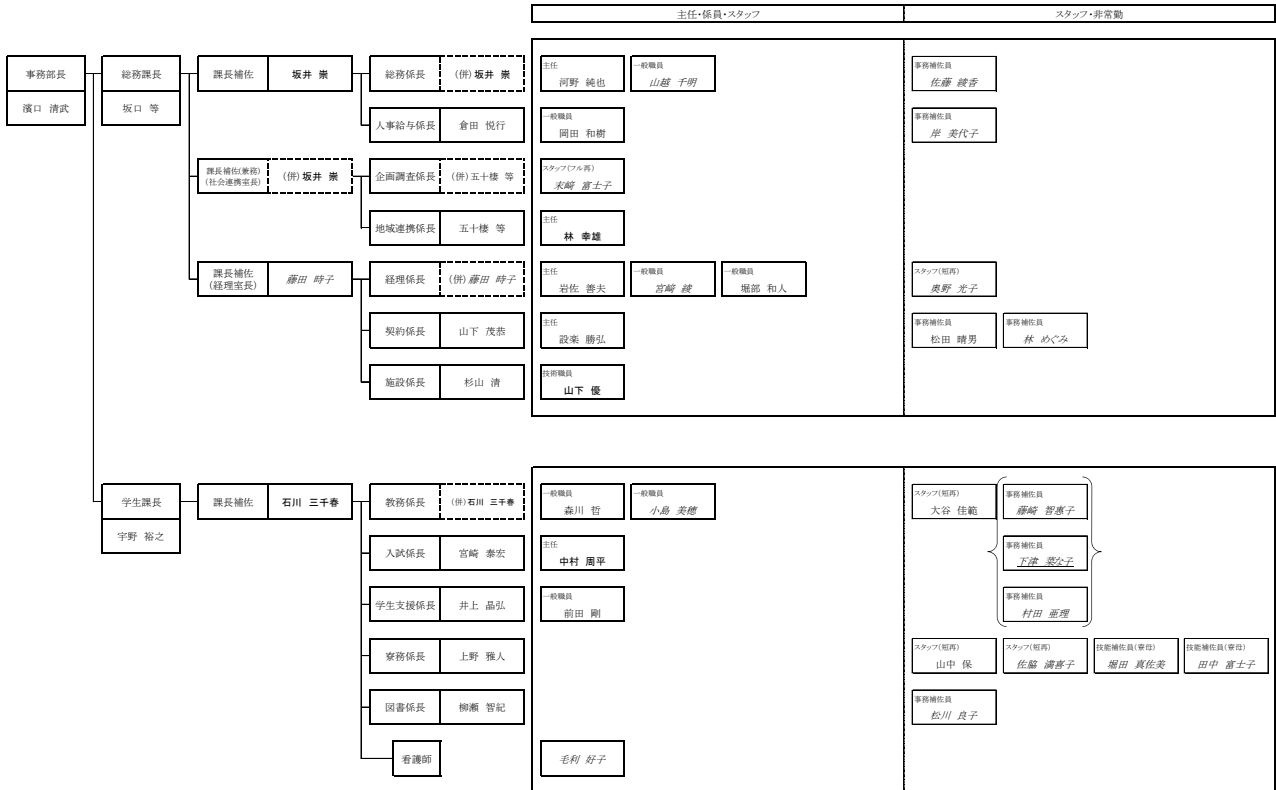 主任・係員・スタッフ
スタッフ・非常勤
事務部長
濱口 清武
総務課長
坂口 等
課長補佐
坂井 崇
総務係長
(併)坂井 崇
主任
河野 純也
一般職員
山越 千明
事務補佐員
佐藤 綾香
人事給与係長
倉田 悦行
一般職員
岡田 和樹
事務補佐員
岸 美代子
課長補佐(兼務)
(社会連携室長)
(併)坂井 崇
企画調査係長
(併)五十棲 等
スタッフ(フル再)
末崎 富士子
地域連携係長
五十棲 等
主任
林 幸雄
課長補佐
(経理室長)
藤田 時子
経理係長
(併)藤田 時子
主任
岩佐 善夫
一般職員
宮崎 綾
一般職員
堀部 和人
スタッフ(短再)
奥野 光子
契約係長
山下 茂恭
主任
設楽 勝弘
事務補佐員
松田 晴男
事務補佐員
林 めぐみ
施設係長
杉山 清
技術職員
山下 優
学生課長
宇野 裕之
課長補佐
石川 三千春
教務係長
(併)石川 三千春
一般職員
森川 哲
一般職員
小島 美穂
スタッフ(短再)
大谷 佳範
事務補佐員
藤崎 智惠子
入試係長
宮崎 泰宏
主任
中村 周平
事務補佐員
下津 菜な子
学生支援係長
井上 晶弘
一般職員
前田 剛
事務補佐員
村田 亜理
寮務係長
上野 雅人
スタッフ(短再)
山中 保
スタッフ(短再)
佐脇 満喜子
技能補佐員(寮母)
堀田 真佐美
技能補佐員(寮母)
田中 富士子
図書係長
柳瀬 智紀
事務補佐員
松川 良子
看護師
毛利 好子